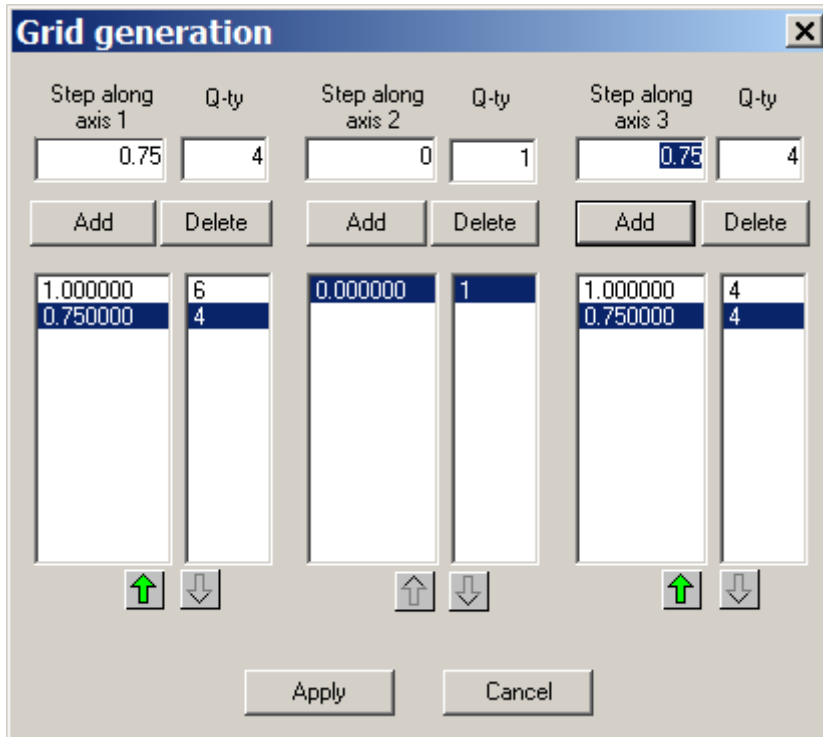 Grid generation
Step along axis 1
Q-ty
Step along axis 2
Q-ty
Step along axis 3
Q-ty
0.75
4
0
1
0.75
4
Add
Delete
Add
Delete
Add
Delete
1.000000
6
0.000000
1
1.000000
4
0.750000
4
0.750000
4
Apply
Cancel